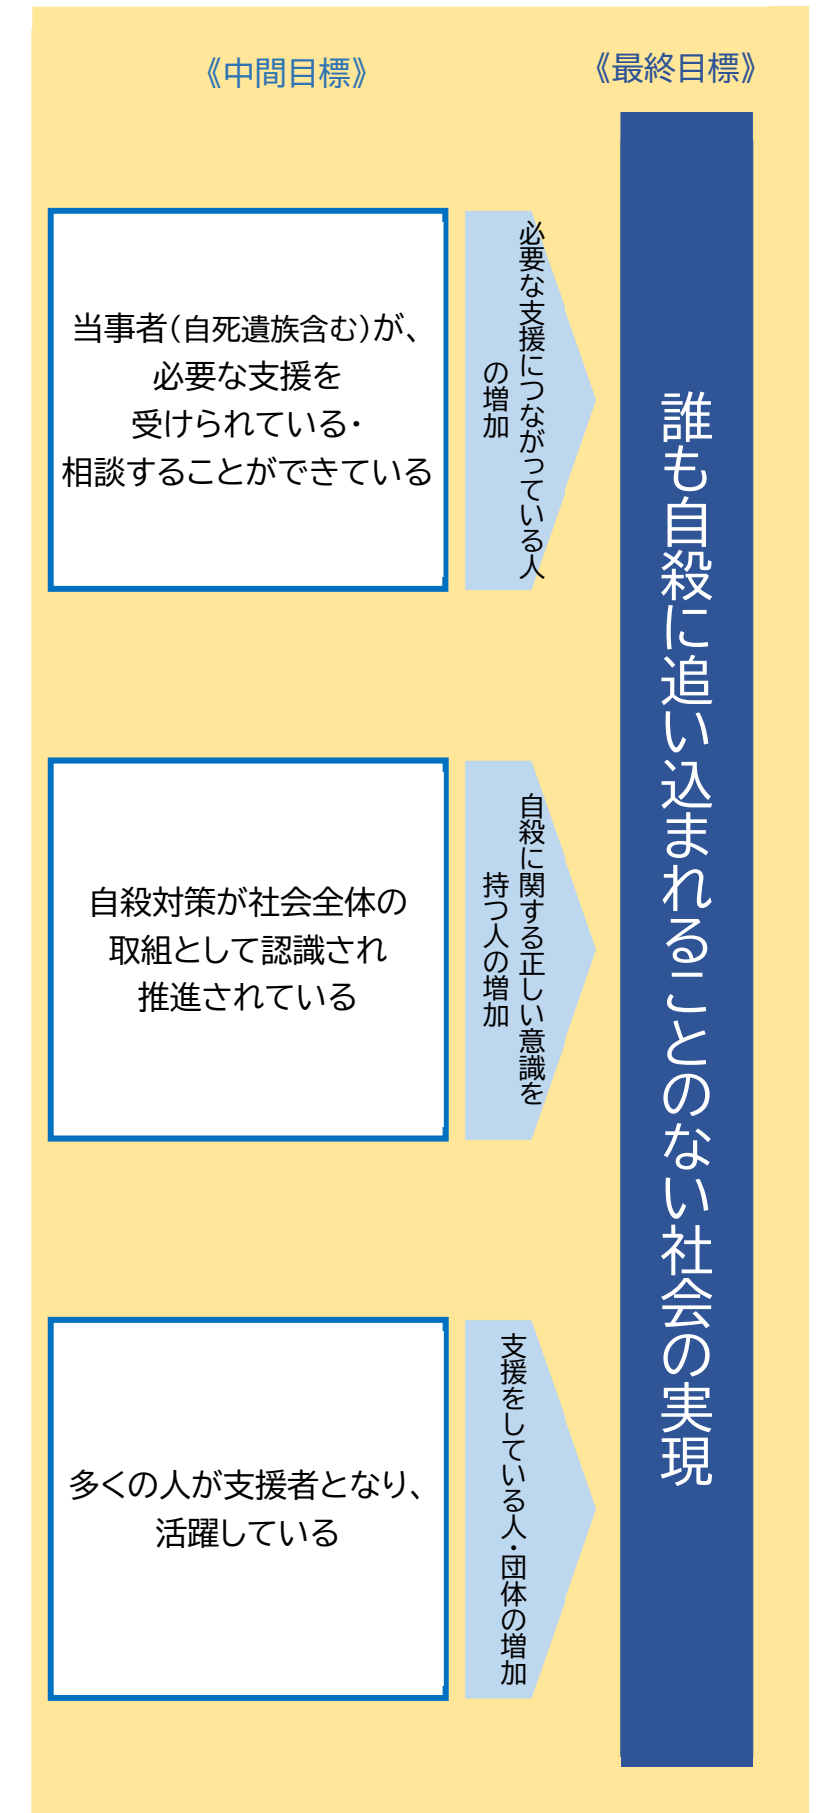 《中間目標》
《最終目標》
当事者(自死遺族含む)が、
必要な支援を
受けられている・
相談することができている
必要な支援につながっている人
の増加
自殺対策が社会全体の
取組として認識され
推進されている
自殺に関する正しい意識を
持つ人の増加
多くの人が支援者となり、
活躍している
支援をしている人・団体の増加
誰も自殺に追い込まれることのない社会の実現